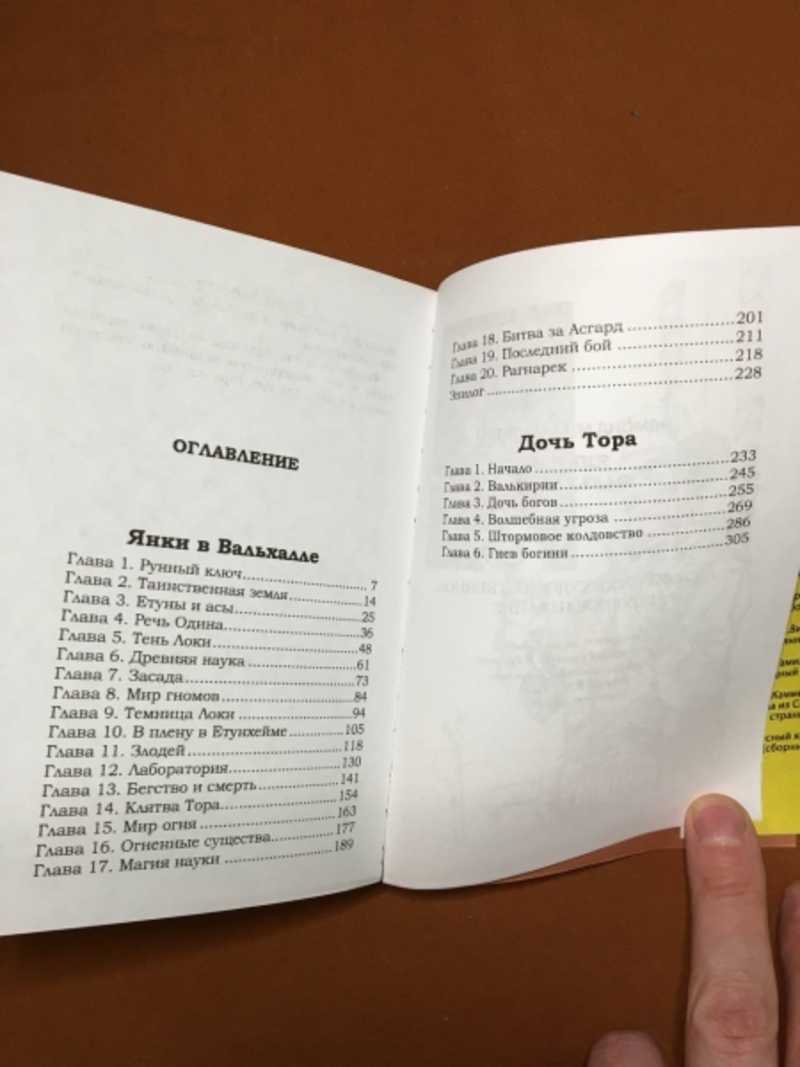 ОГЛАВЛЕНИЕ
Янки в Вальхалле
Глава 1. Рунный ключ 7
Глава 2. Таинственная земля 14
Глава 3. Етуны и асы 25
Глава 4. Речь Одина 36
Глава 5. Тень Локи 48
Глава 6. Древняя наука 61
Глава 7. Засада 73
Глава 8. Мир гномов 84
Глава 9. Темница Локи 94
Глава 10. В плену в Етунхейме 105
Глава 11. Злодей 118
Глава 12. Лаборатория 130
Глава 13. Бегство и смерть 141
Глава 14. Клятва Тора 154
Глава 15. Мир огня 163
Глава 16. Огненные существа 177
Глава 17. Магия науки 189
Глава 18. Битва за Асгард 201
Глава 19. Последний бой 211
Глава 20. Рагнарек 218
Эпилог 228
Дочь Тора
Глава 1. Начало 233
Глава 2. Валькирии 245
Глава 3. Дочь богов 255
Глава 4. Волшебная угроза 269
Глава 5. Штормовое колдовство 286
Глава 6. Гнев богини 305